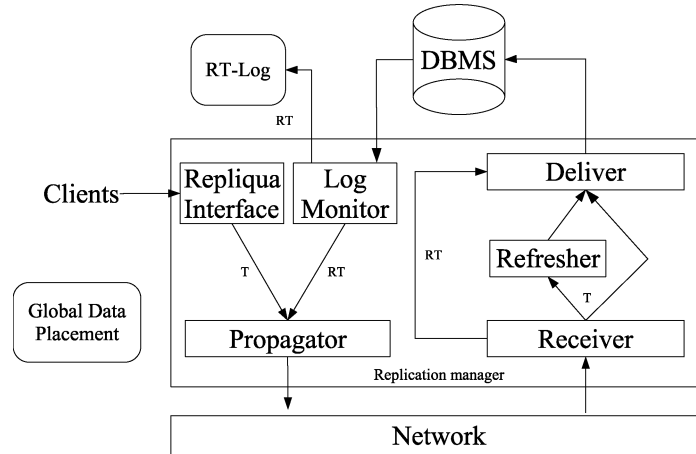 DBMS
RT-Log
RT
Clients
Repliqua
Interface
Log
Monitor
Deliver
T
RT
RT
Refresher
T
Global Data
Placement
Propagator
Receiver
Replication manager
Network